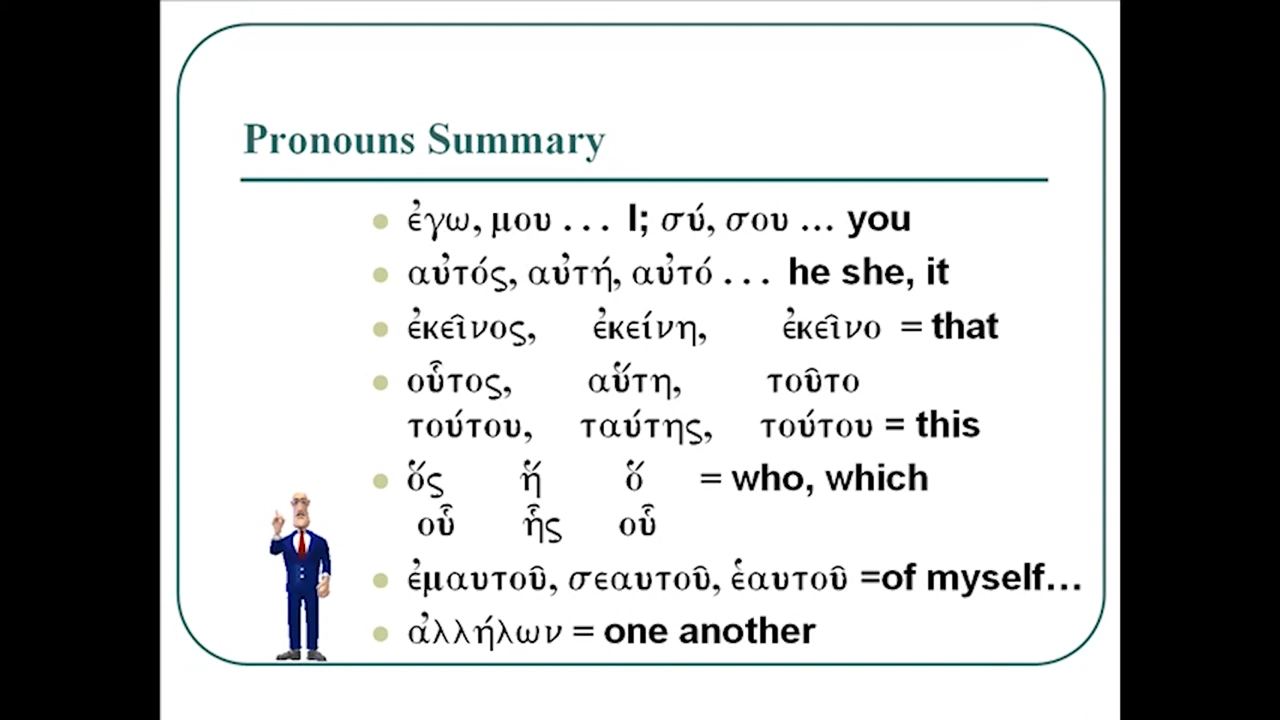 Pronouns Summary
ἐγω, μου . . . I; σύ, σου ... you
αὐτός, αὐτή, αὐτό . . . he she, it
ἐκεῖνος, ἐκείνη, ἐκεῖνο = that
οὗτος, αὕτη, τοῦτο
τούτου, ταύτης, τούτου = this
ὅς ἥ ὅ = who, which
οὗ ἧς οὗ
ἐμαυτοῦ, σεαυτοῦ, ἑαυτοῦ =of myself…
ἀλλήλων = one another